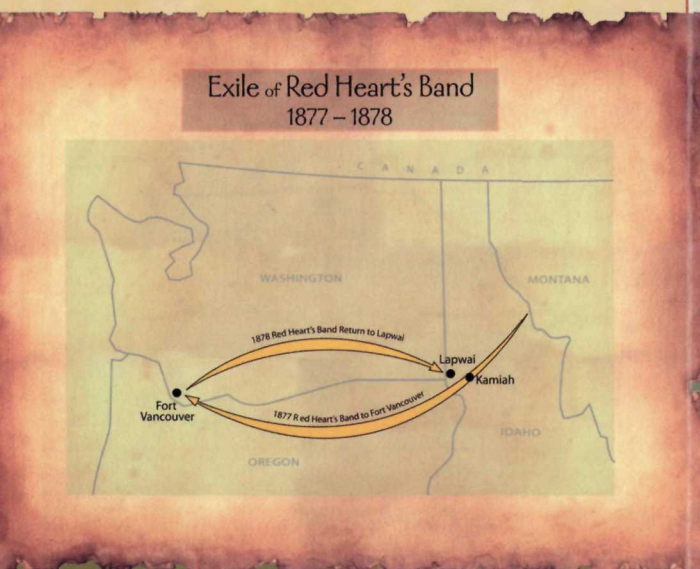 Exile of Red Heart's Band
1877 – 1878
CANADA
WASHINGTON
MONTANA
1878 Red Heart's Band Return to Lapwai
Lapwai
Kamiah
Fort
Vancouver
1877 Red Heart's Band to Fort Vancouver
IDAHO
OREGON